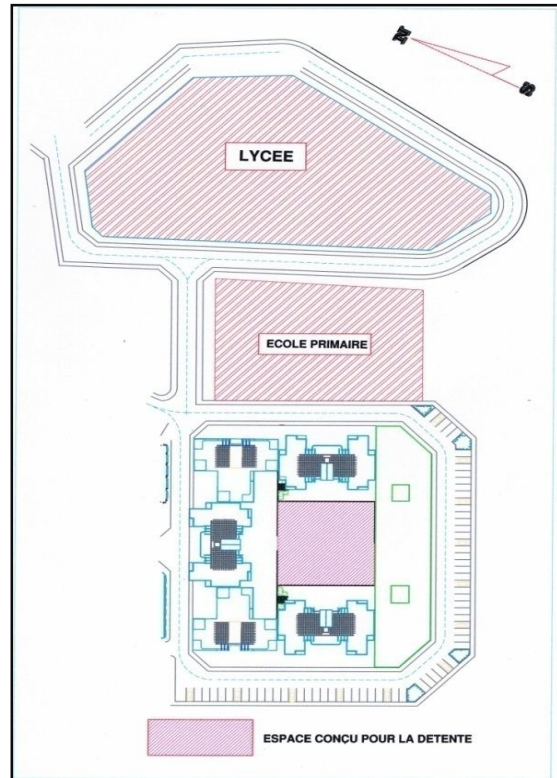 N
S
LYCEE
ECOLE PRIMAIRE
ESPACE CONÇU POUR LA DETENTE